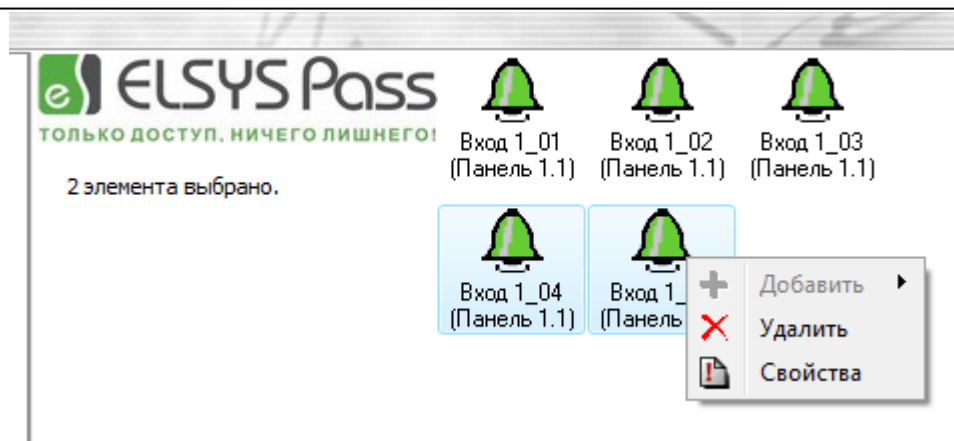 ELSYS Pass
ТОЛЬКО ДОСТУП. НИЧЕГО ЛИШНЕГО!
2 элемента выбрано.
Вход 1_01
(Панель 1.1)
Вход 1_02
(Панель 1.1)
Вход 1_03
(Панель 1.1)
Вход 1_04
(Панель 1.1)
Вход 1_
(Панель
Добавить
Удалить
Свойства